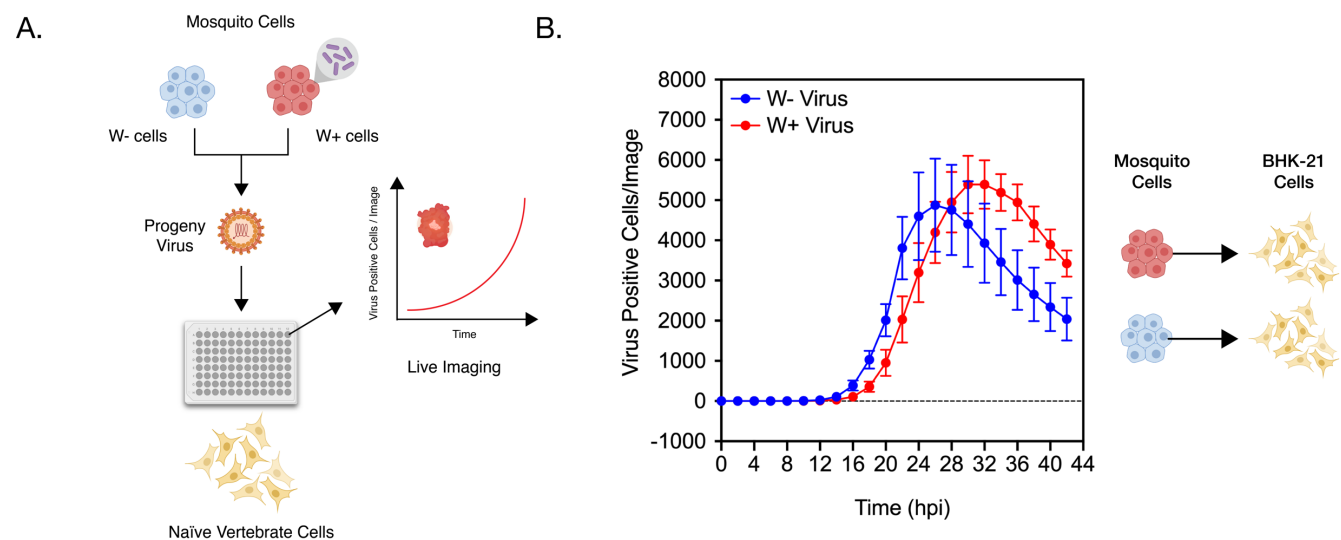 A.
Mosquito Cells
W- cells
W+ cells
Progeny
Virus
Virus Positive Cells / Image
Time
Live Imaging
Naïve Vertebrate Cells
B.
Virus Positive Cells/Image
8000
7000
6000
5000
4000
3000
2000
1000
0
-1000
W- Virus
W+ Virus
0 4 8 12 16 20 24 28 32 36 40 44
Time (hpi)
Mosquito
Cells
BHK-21
Cells